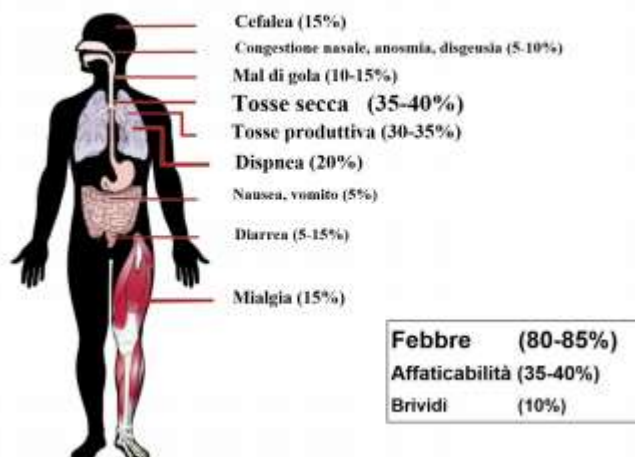 Cefalea (15%)
Congestione nasale, anosmia, disgeusia (5-10%)
Mal di gola (10-15%)
Tosse secca (35-40%)
Tosse produttiva (30-35%)
Dispnea (20%)
Nausea, vomito (5%)
Diarrea (5-15%)
Mialgia (15%)
Febbre (80-85%)
Affaticabilità (35-40%)
Brividi (10%)